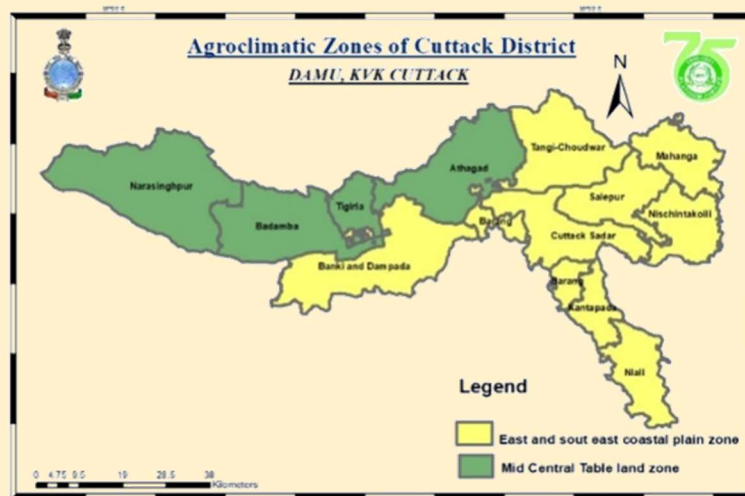 Agroclimatic Zones of Cuttack District
DAMU, KVK CUTTACK
N
75
Tangi-Choudwar
Mahanga
Athagad
Narasinghpur
Salepur
Tigiria
Nischintakoili
Badamba
Cuttack Sadar
Banki and Dampada
Barang
Kantapada
Niali
Legend
East and sout east coastal plain zone
Mid Central Table land zone
0 4.75 9.5 19 28.5 38
Kilometers